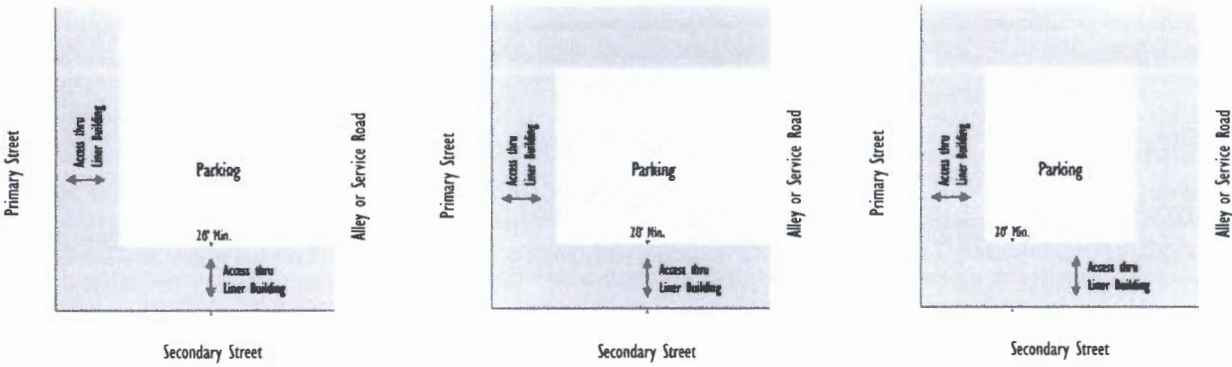 Primary Street
Access thru
Liner Building
Parking
20' Min.
Access thru
Liner Building
Alley or Service Road
Secondary Street
Primary Street
Access thru
Liner Building
Parking
20' Min.
Access thru
Liner Building
Alley or Service Road
Secondary Street
Primary Street
Access thru
Liner Building
Parking
20' Min.
Access thru
Liner Building
Alley or Service Road
Secondary Street